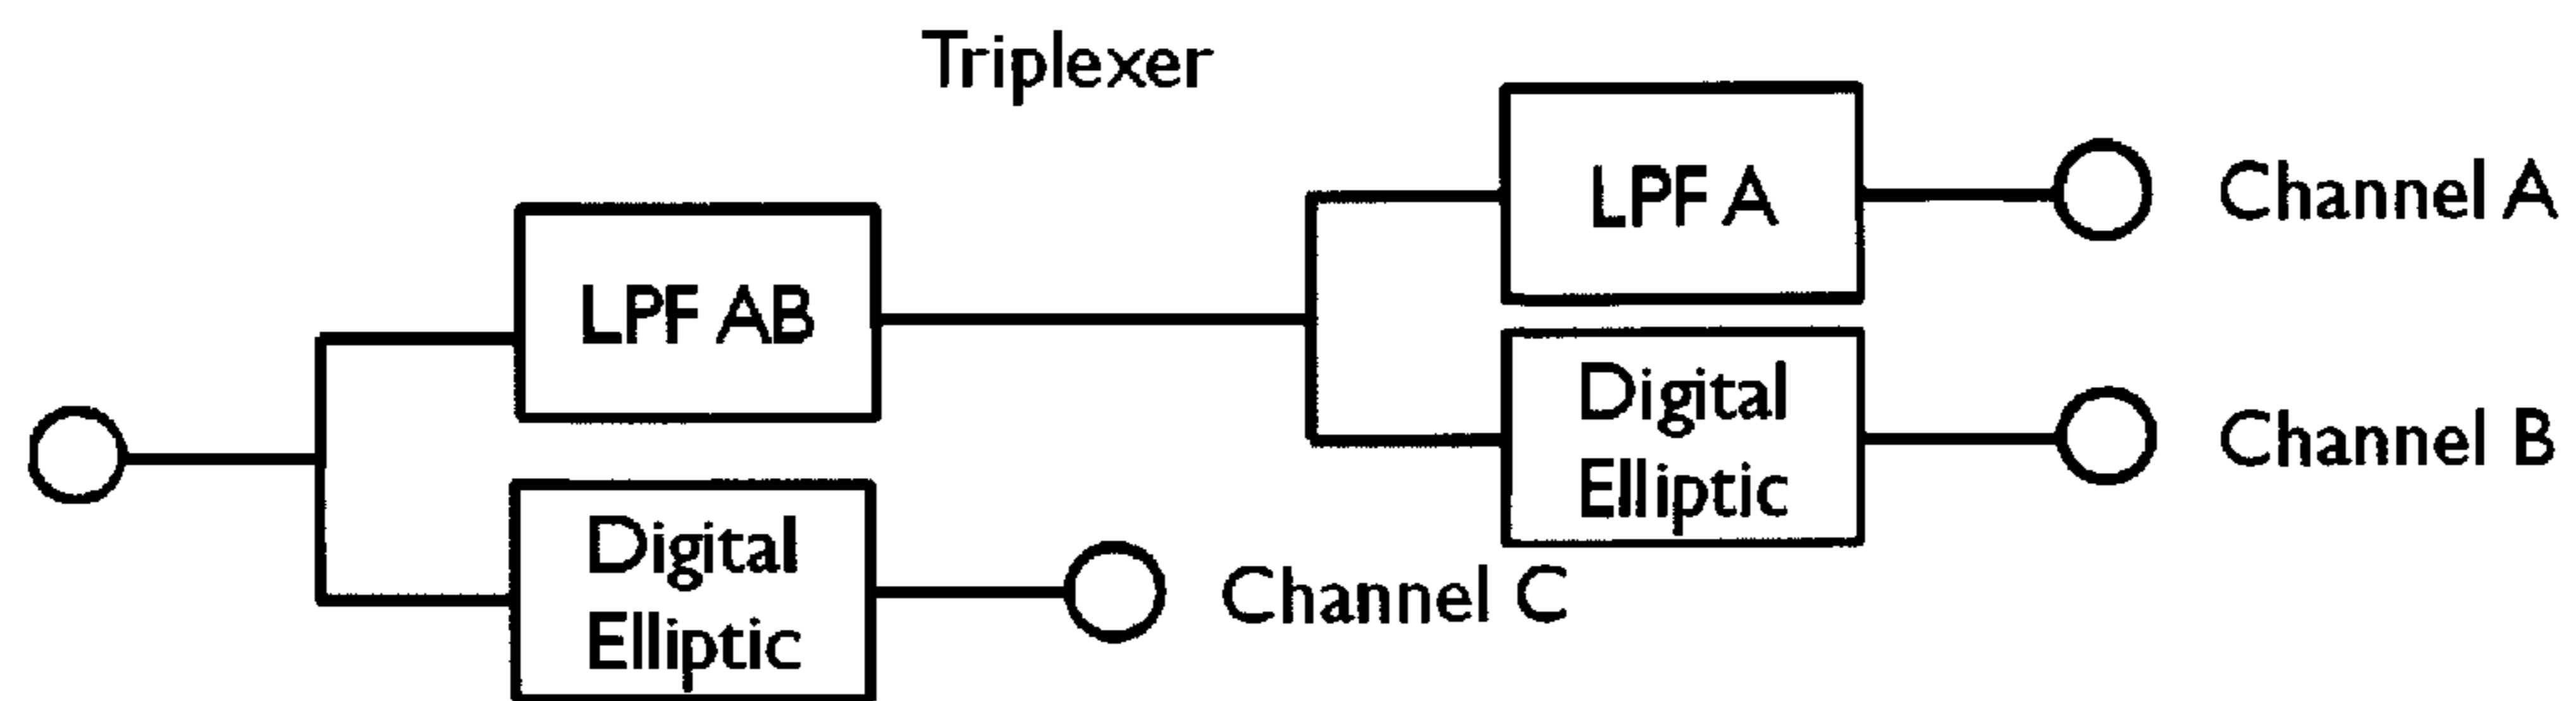 Triplexer
LPF A
Channel A
LPF AB
Digital
Elliptic
Channel B
Digital
Elliptic
Channel C